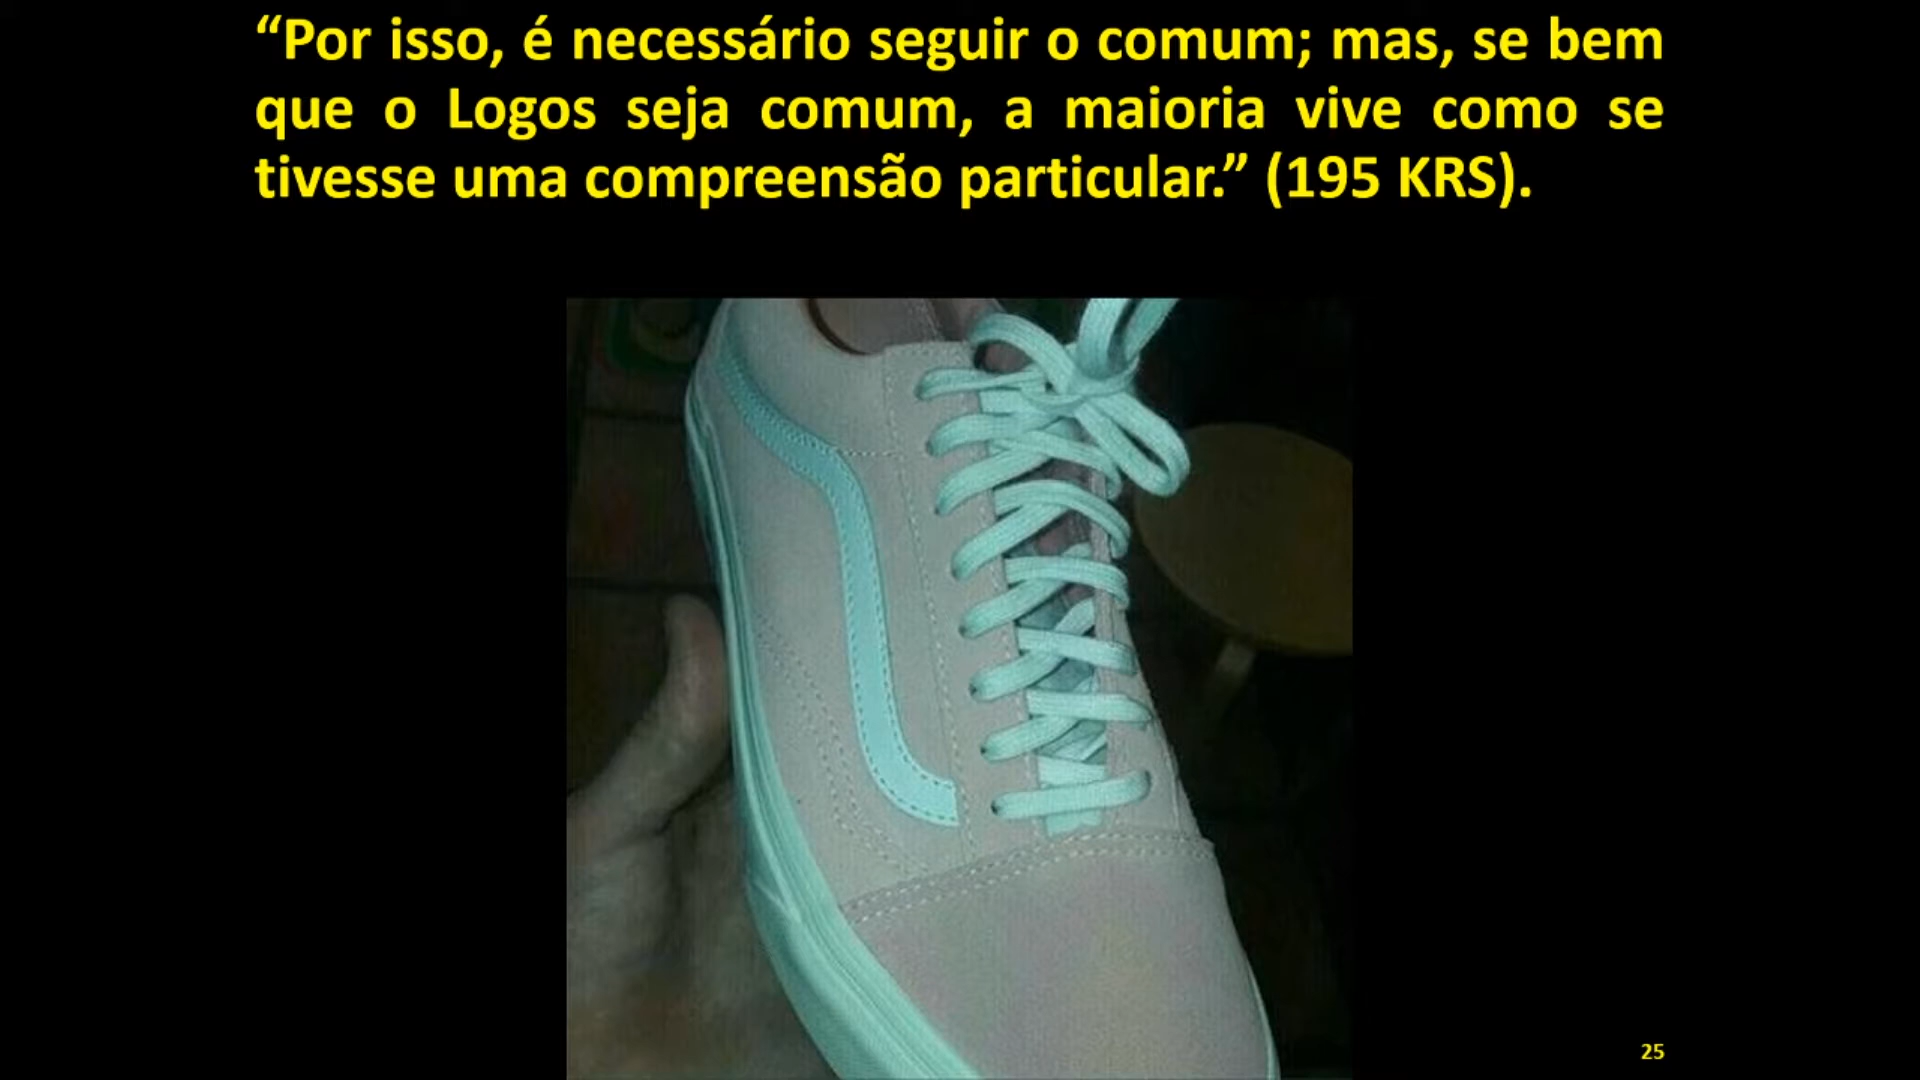 “Por isso, é necessário seguir o comum; mas, se bem
que o Logos seja comum, a maioria vive como se
tivesse uma compreensão particular.” (195 KRS).
25